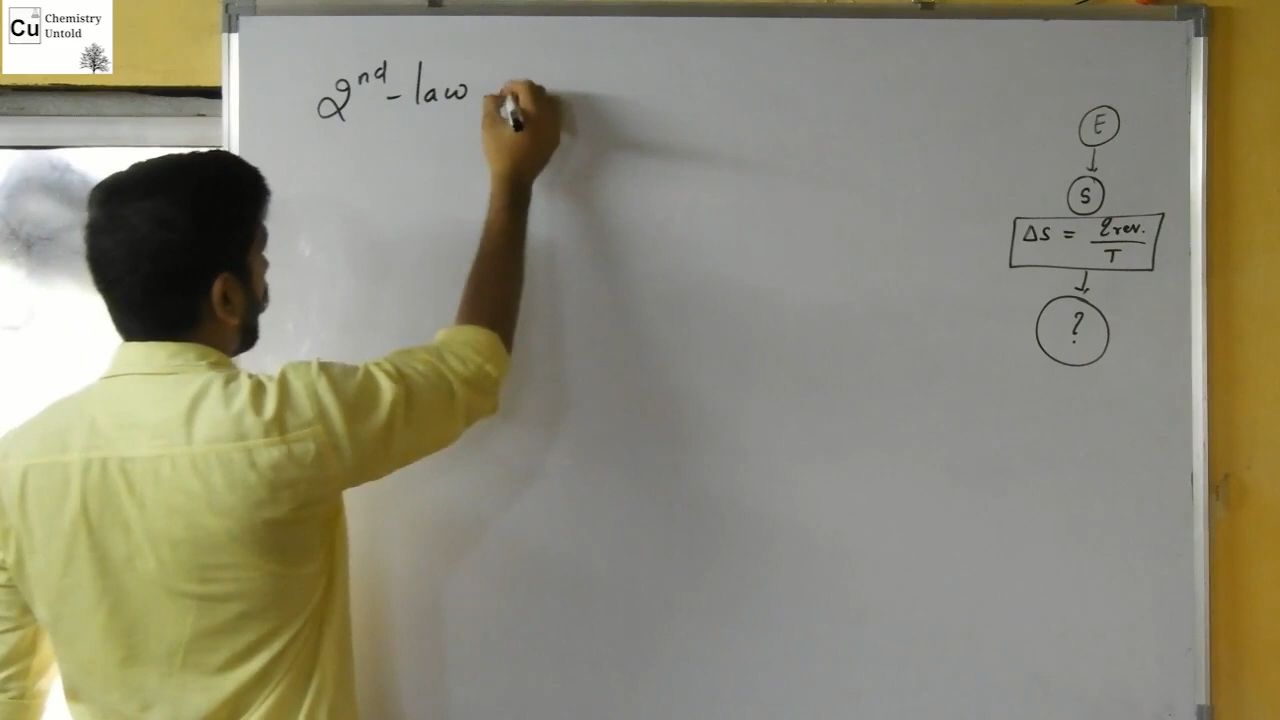 Cu
Chemistry
Untold
2nd - law -
E
↓
S
ΔS = qrev. / T
↓
?